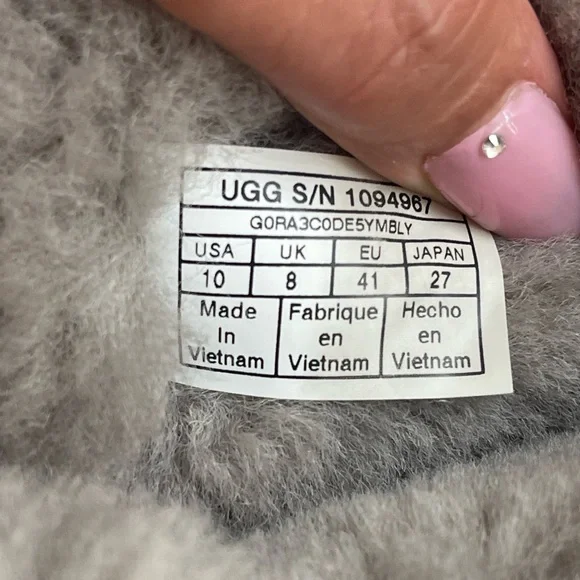 UGG S/N 1094967
G0RA3C0DE5YMBLY
USA UK EU JAPAN
10 8 41 27
Made In Vietnam
Fabrique en Vietnam
Hecho en Vietnam